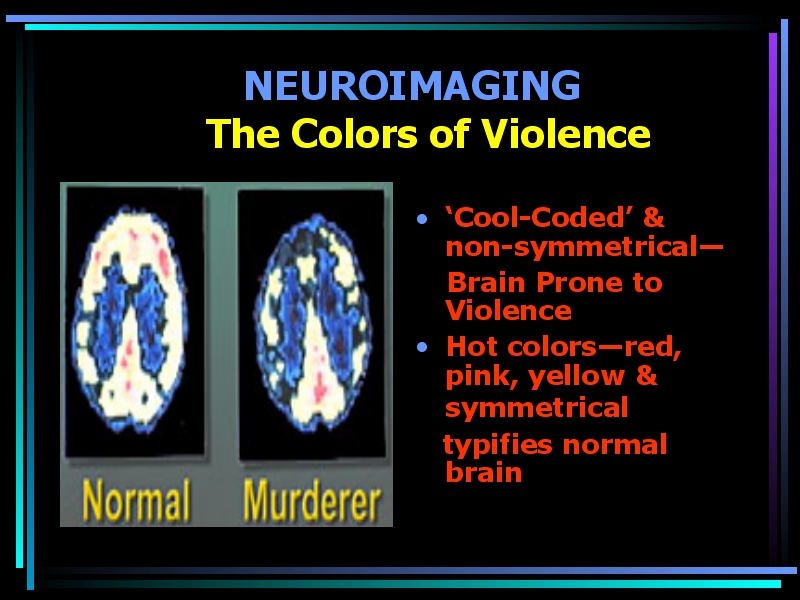 NEUROIMAGING
The Colors of Violence
‘Cool-Coded’ &
non-symmetrical—
Brain Prone to
Violence
Hot colors—red,
pink, yellow &
symmetrical
typifies normal
brain
Normal
Murderer